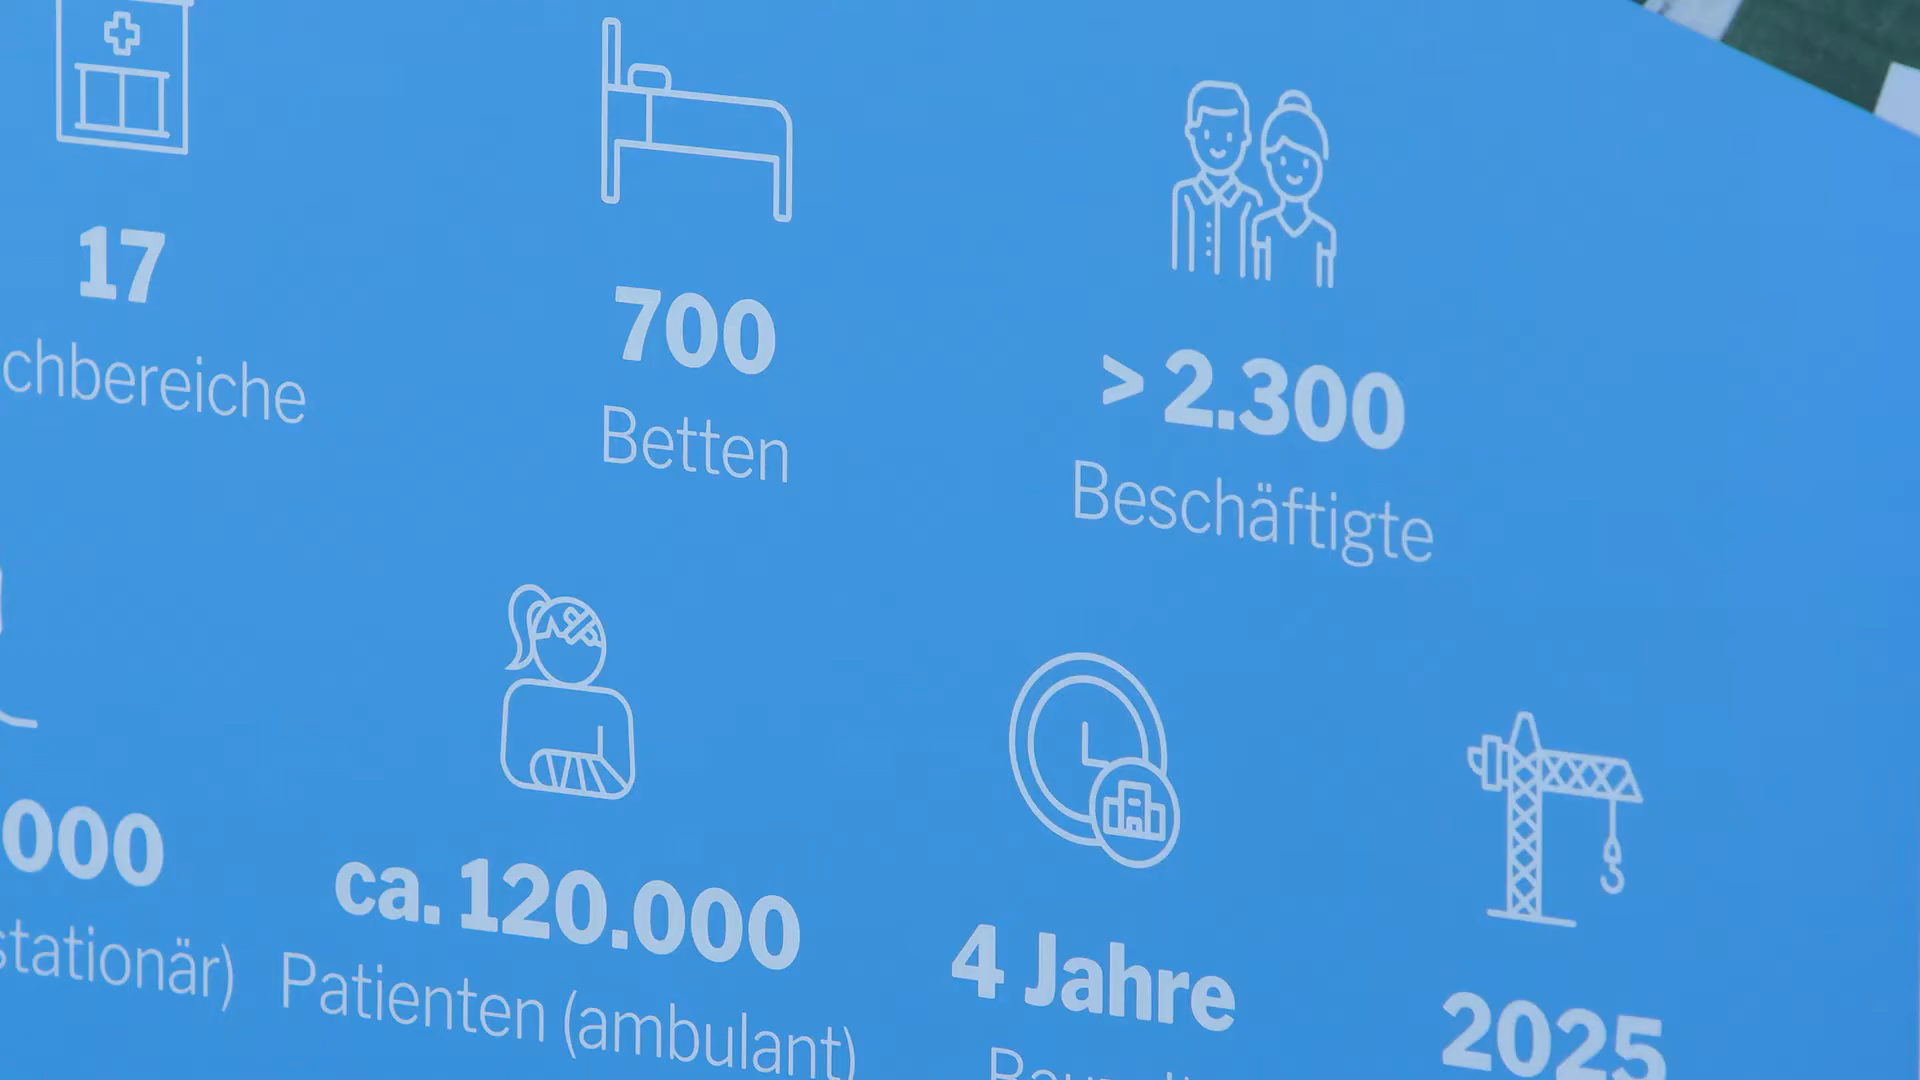 17
chbereiche
700
Betten
> 2.300
Beschäftigte
000
stationär)
ca. 120.000
Patienten (ambulant)
4 Jahre
2025